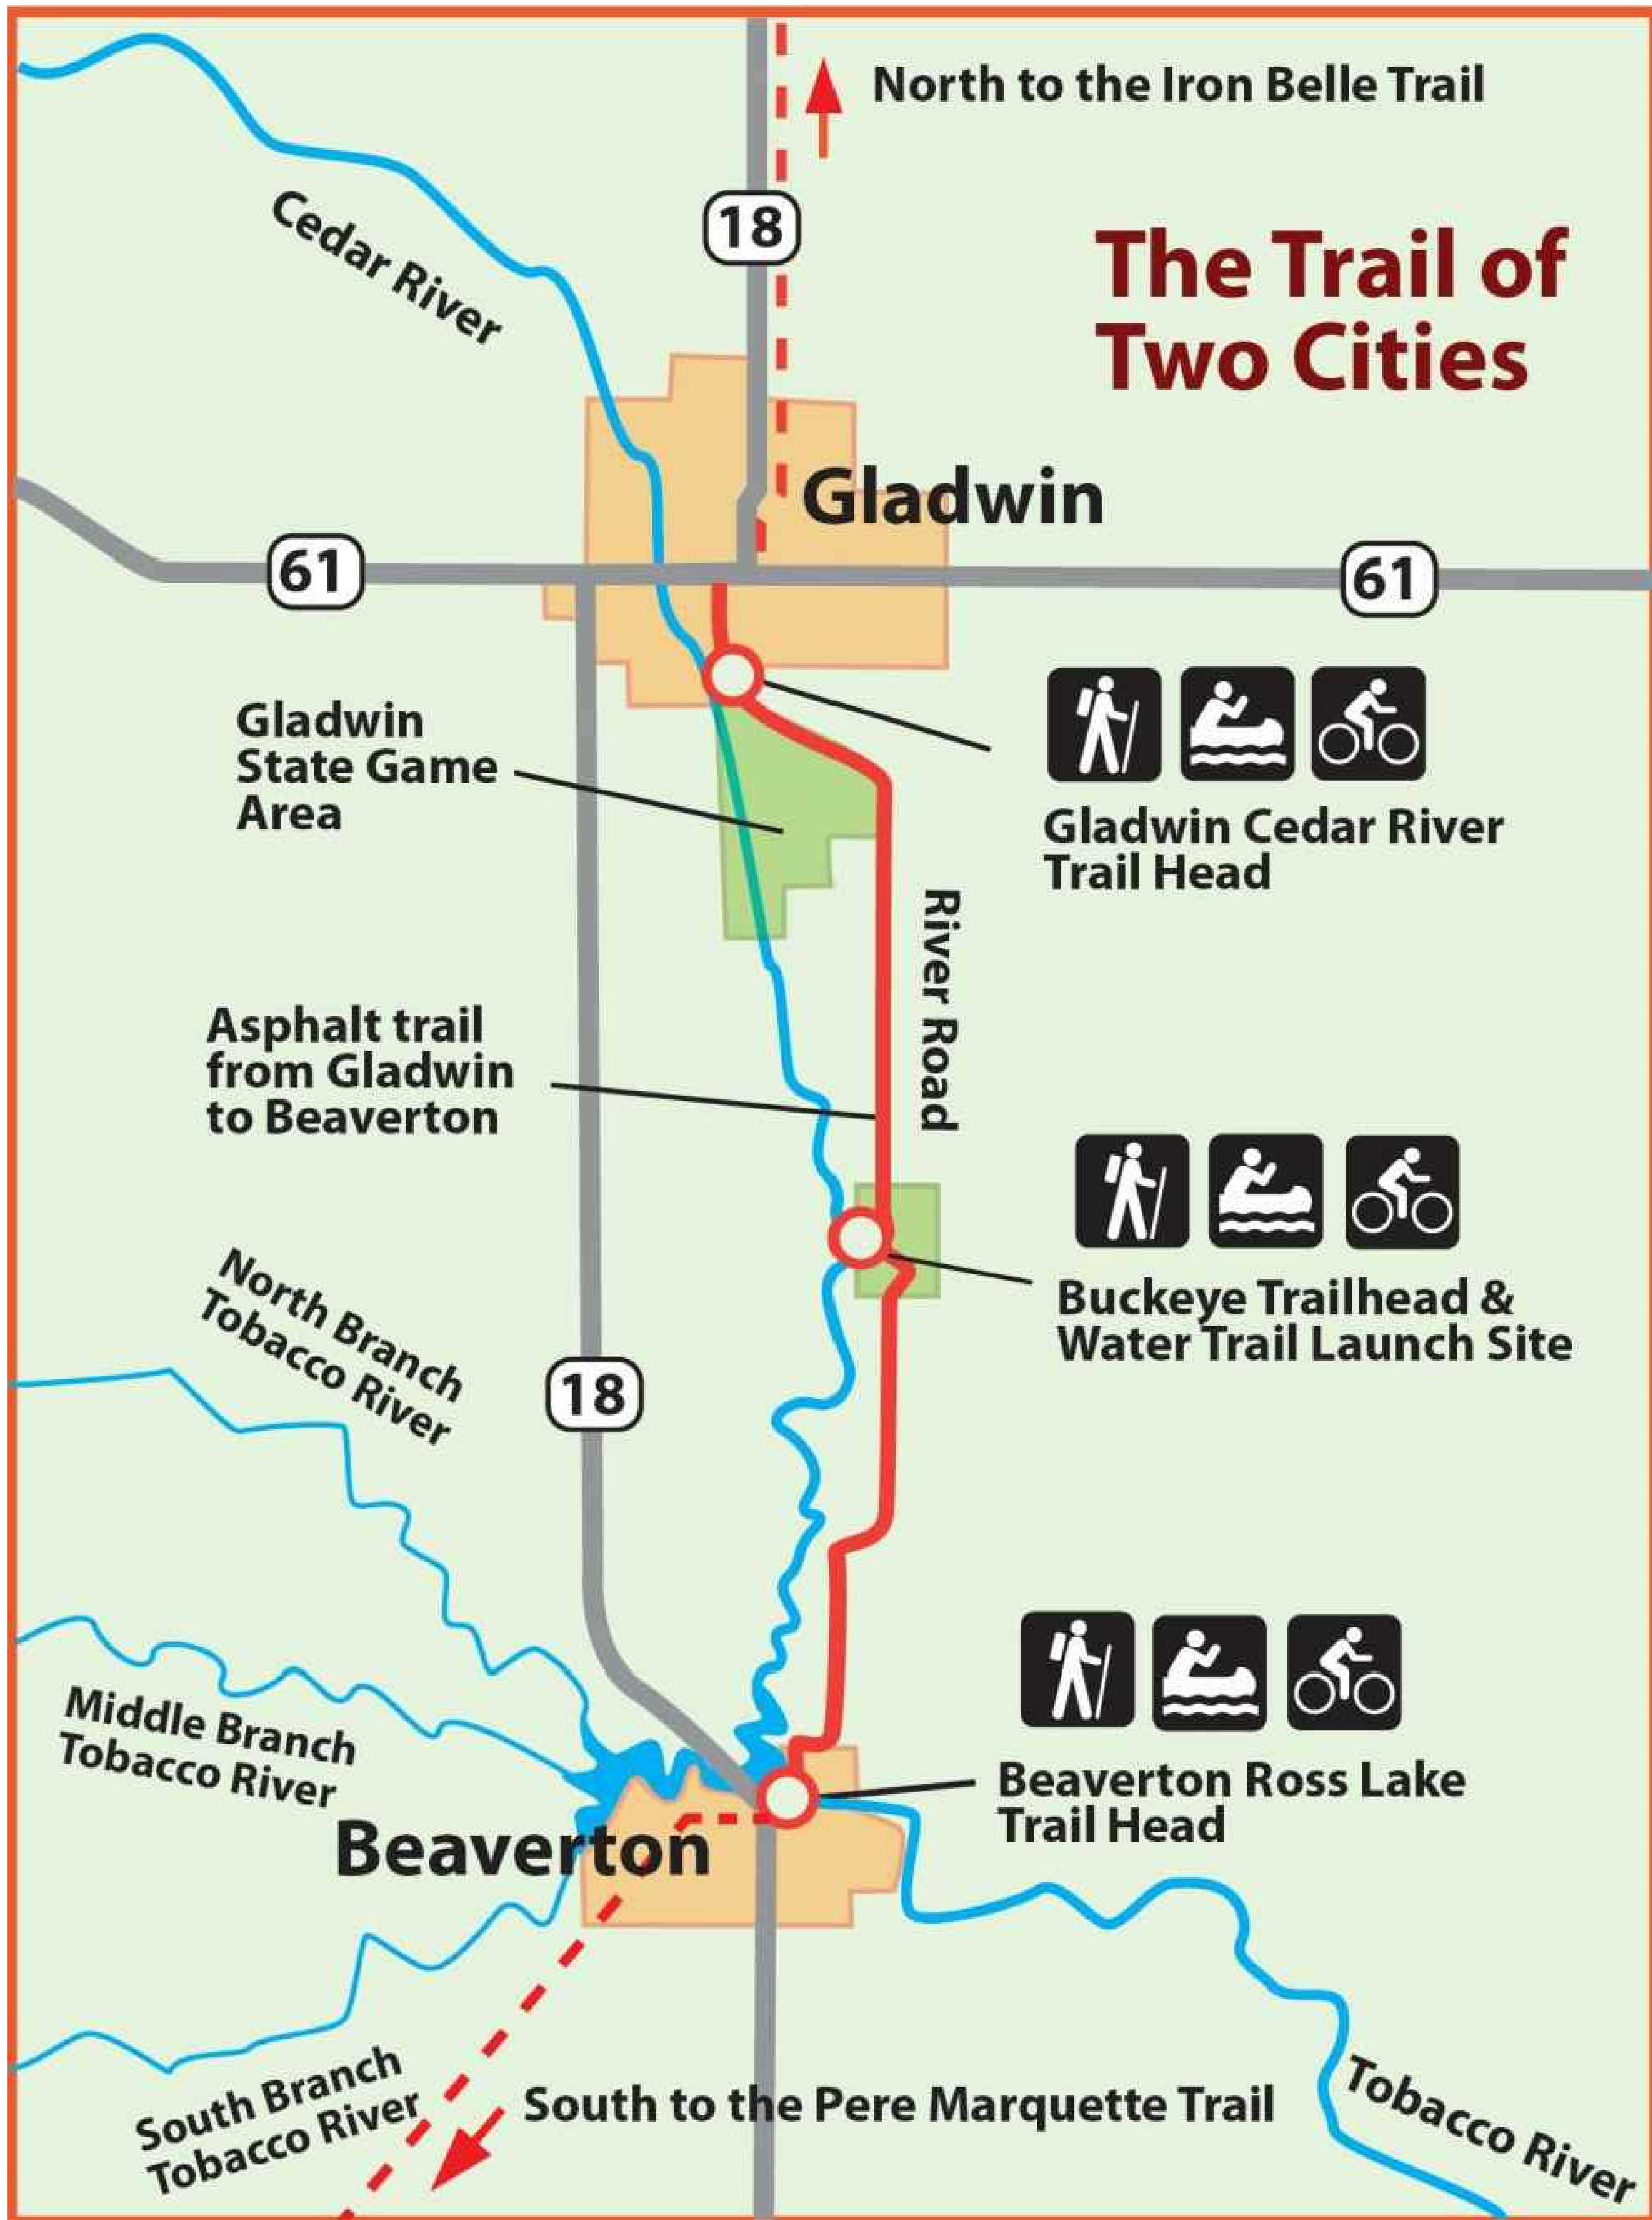 North to the Iron Belle Trail
Cedar River
18
The Trail of
Two Cities
Gladwin
61
61
Gladwin
State Game
Area
Gladwin Cedar River
Trail Head
River Road
Asphalt trail
from Gladwin
to Beaverton
Buckeye Trailhead &
Water Trail Launch Site
North Branch
Tobacco River
18
Middle Branch
Tobacco River
Beaverton Ross Lake
Trail Head
Beaverton
South Branch
Tobacco River
South to the Pere Marquette Trail
Tobacco River